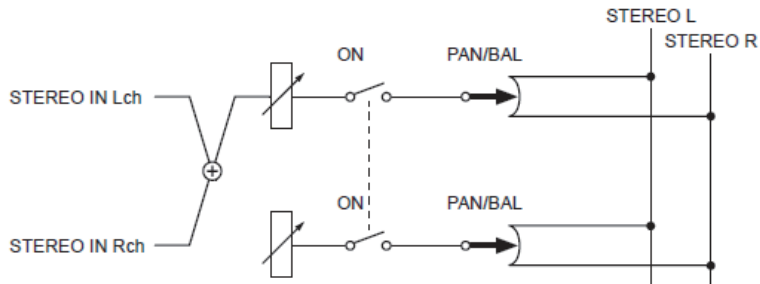 STEREO L
STEREO R
ON PAN/BAL
STEREO IN Lch
ON PAN/BAL
STEREO IN Rch